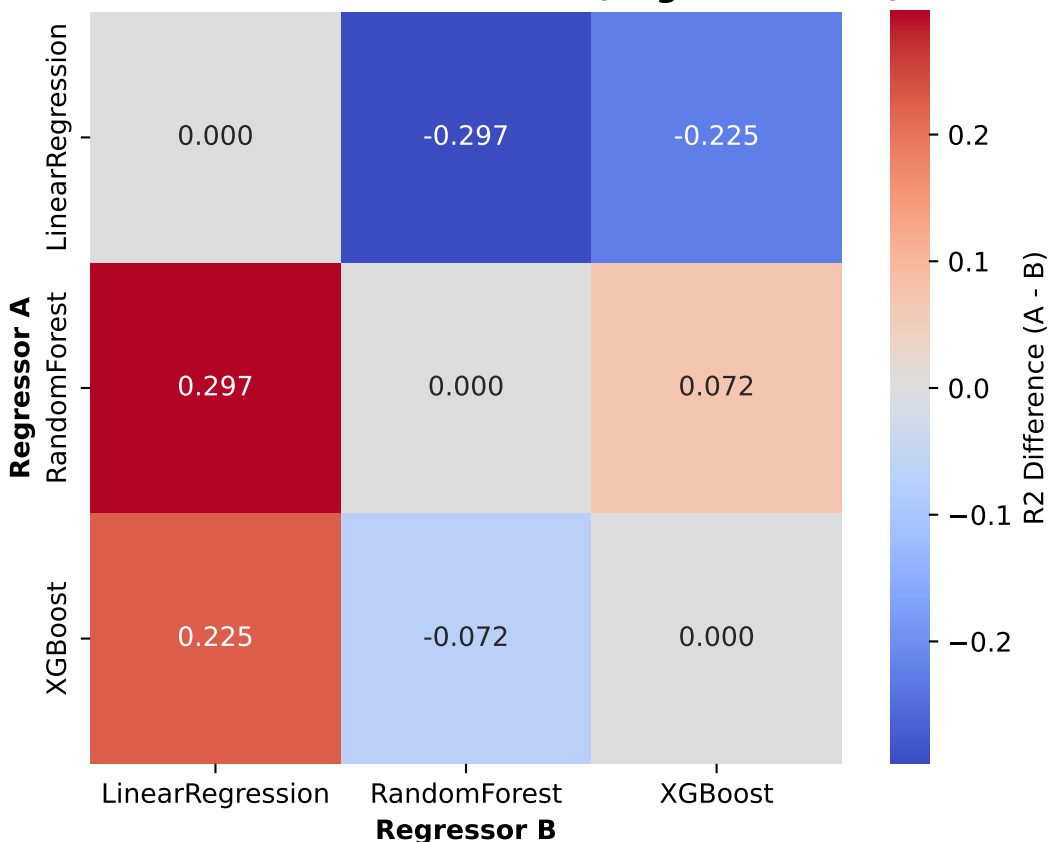 LinearRegression
0.000
-0.297
-0.225
0.2
0.1
Regressor A
RandomForest
0.297
0.000
0.072
0.0
R2 Difference (A - B)
−0.1
XGBoost
0.225
-0.072
0.000
−0.2
LinearRegression
RandomForest
XGBoost
Regressor B